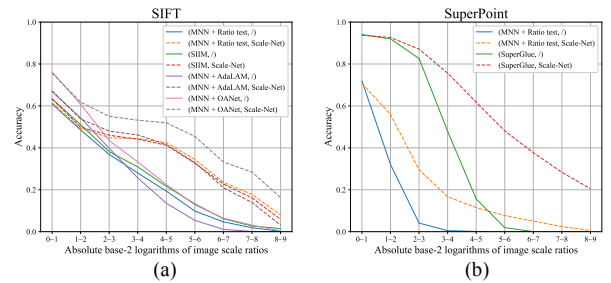 (a)
SIFT
(MNN + Ratio test, /)
(MNN + Ratio test, Scale-Net)
(SIIM, /)
(SIIM, Scale-Net)
(MNN + AdaLAM, /)
(MNN + AdaLAM, Scale-Net)
(MNN + OANet, /)
(MNN + OANet, Scale-Net)
Accuracy
1.0
0.8
0.6
0.4
0.2
0.0
0~1 1~2 2~3 3~4 4~5 5~6 6~7 7~8 8~9
Absolute base-2 logarithms of image scale ratios
(a)
(b)
SuperPoint
(MNN + Ratio test, /)
(MNN + Ratio test, Scale-Net)
(SuperGlue, /)
(SuperGlue, Scale-Net)
Accuracy
1.0
0.8
0.6
0.4
0.2
0.0
0~1 1~2 2~3 3~4 4~5 5~6 6~7 7~8 8~9
Absolute base-2 logarithms of image scale ratios
(b)